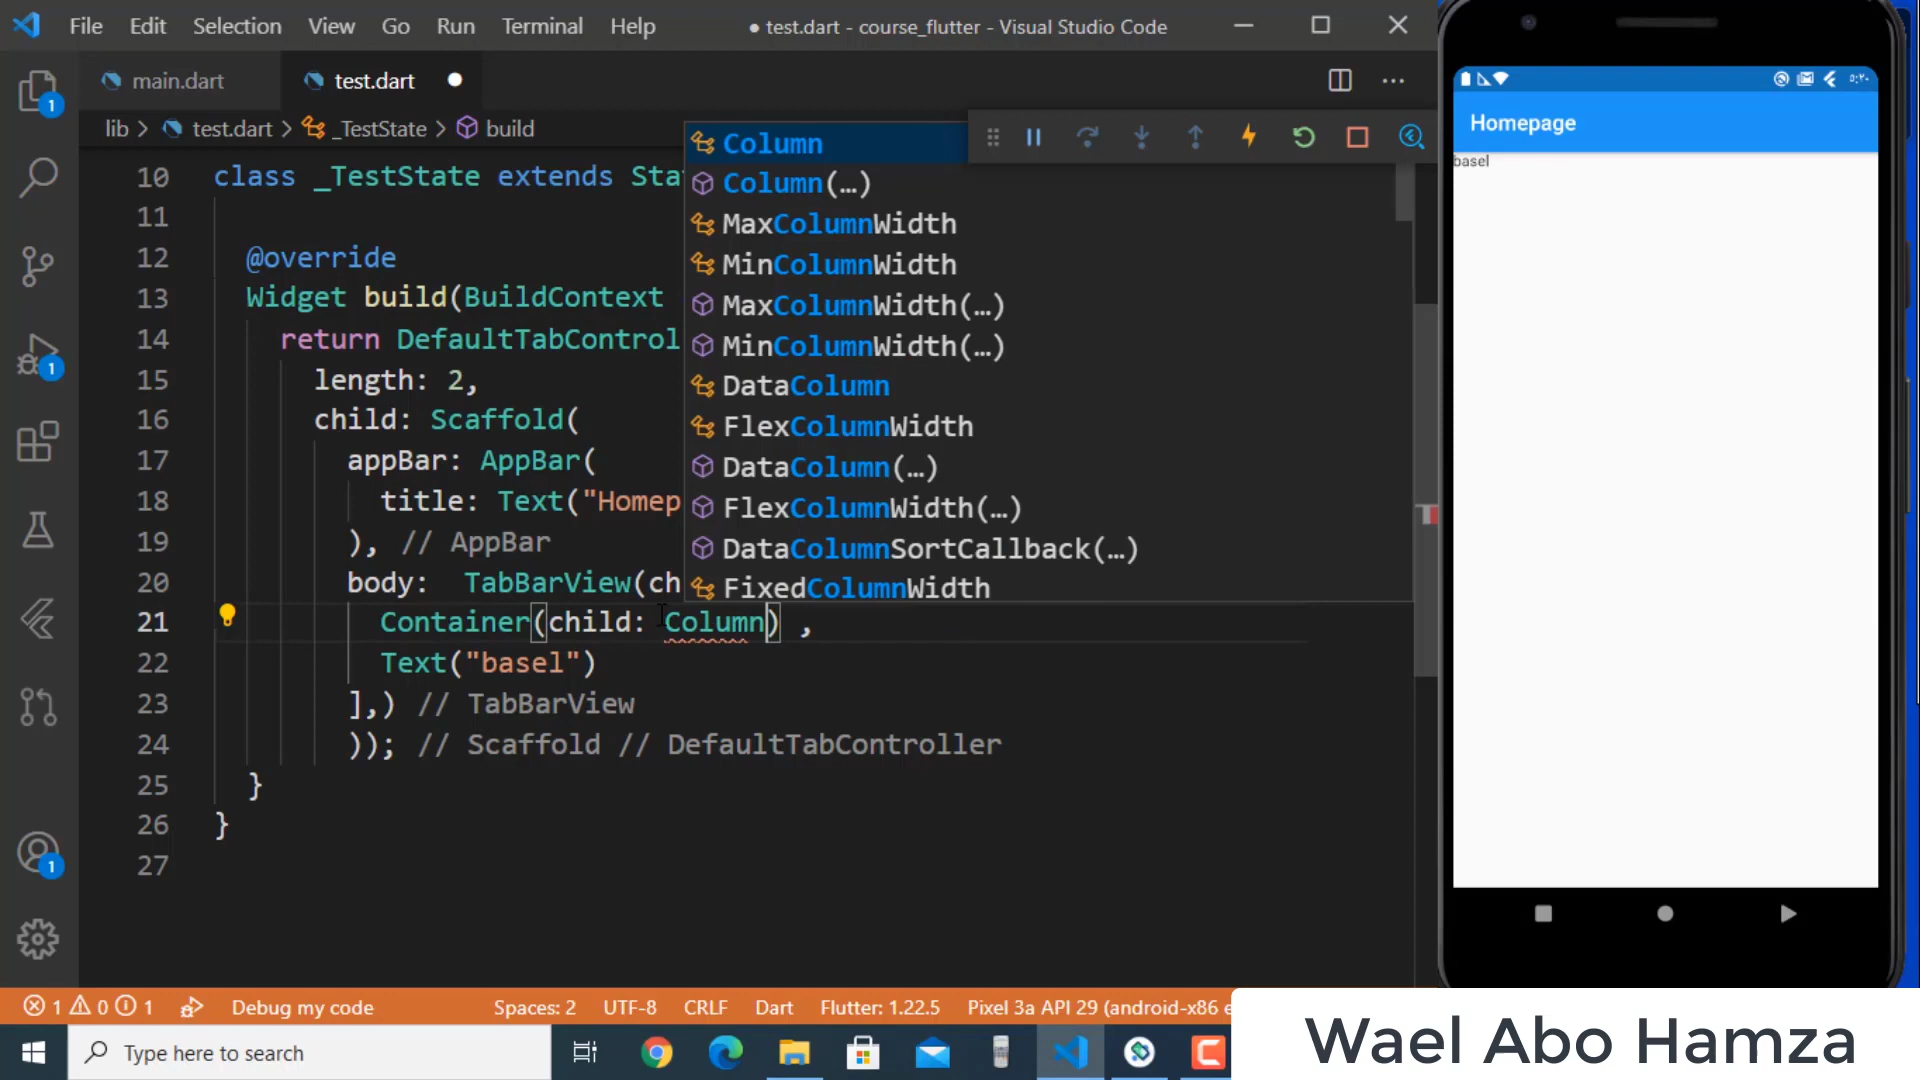 File Edit Selection View Go Run Terminal Help ● test.dart - course_flutter - Visual Studio Code
main.dart test.dart
lib > test.dart > _TestState > build
10 class _TestState extends Sta
11
12 @override
13 Widget build(BuildContext
14 return DefaultTabControl
15 length: 2,
16 child: Scaffold(
17 appBar: AppBar(
18 title: Text("Homep
19 ), // AppBar
20 body: TabBarView(ch
21 Container(child: Column) ,
22 Text("basel")
23 ],) // TabBarView
24 )); // Scaffold // DefaultTabController
25 }
26 }
27
Column
Column(…)
MaxColumnWidth
MinColumnWidth
MaxColumnWidth(…)
MinColumnWidth(…)
DataColumn
FlexColumnWidth
DataColumn(…)
FlexColumnWidth(…)
DataColumnSortCallback(…)
FixedColumnWidth
1
1
1
٥:٢٠
Homepage
basel
1 0 1 Debug my code Spaces: 2 UTF-8 CRLF Dart Flutter: 1.22.5 Pixel 3a API 29 (android-x86 e
Type here to search
Wael Abo Hamza